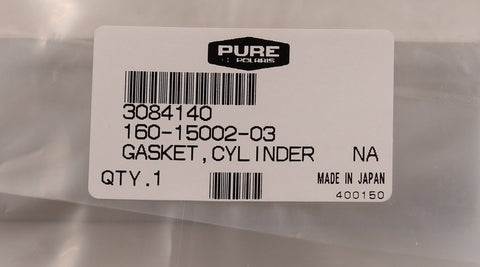 PURE
POLARIS
3084140
160-15002-03
GASKET,CYLINDER NA
QTY.1 MADE IN JAPAN
400150